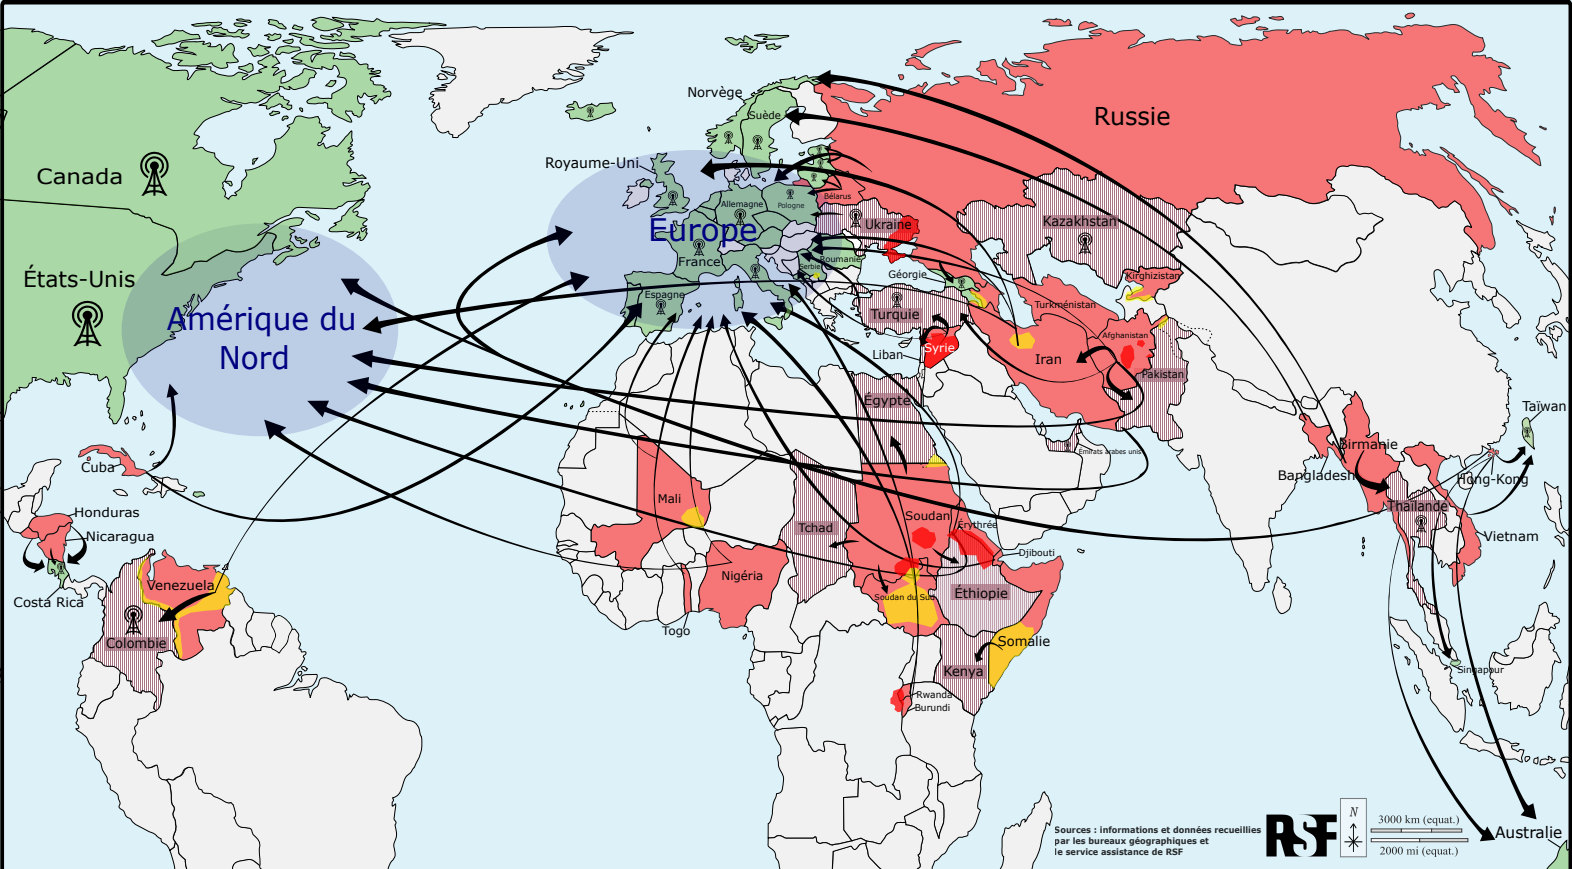 Norvège
Suède
Russie
Royaume-Uni
Canada
Allemagne
Pologne
Bélarus
Ukraine
Kazakhstan
Europe
France
Roumanie
Serbie
Géorgie
Kirghizistan
États-Unis
Espagne
Turkménistan
Turquie
Amérique du
Nord
Afghanistan
Liban
Syrie
Iran
Pakistan
Égypte
Taïwan
Birmanie
Émirats arabes unis
Cuba
Bangladesh
Hong-Kong
Mali
Thaïlande
Honduras
Nicaragua
Tchad
Soudan
Érythrée
Vietnam
Djibouti
Nigéria
Venezuela
Costa Rica
Soudan du Sud
Éthiopie
Togo
Colombie
Somalie
Kenya
Singapour
Rwanda
Burundi
Sources : informations et données recueillies
par les bureaux géographiques et
le service assistance de RSF
RSF
N
3000 km (equat.)
2000 mi (equat.)
Australie